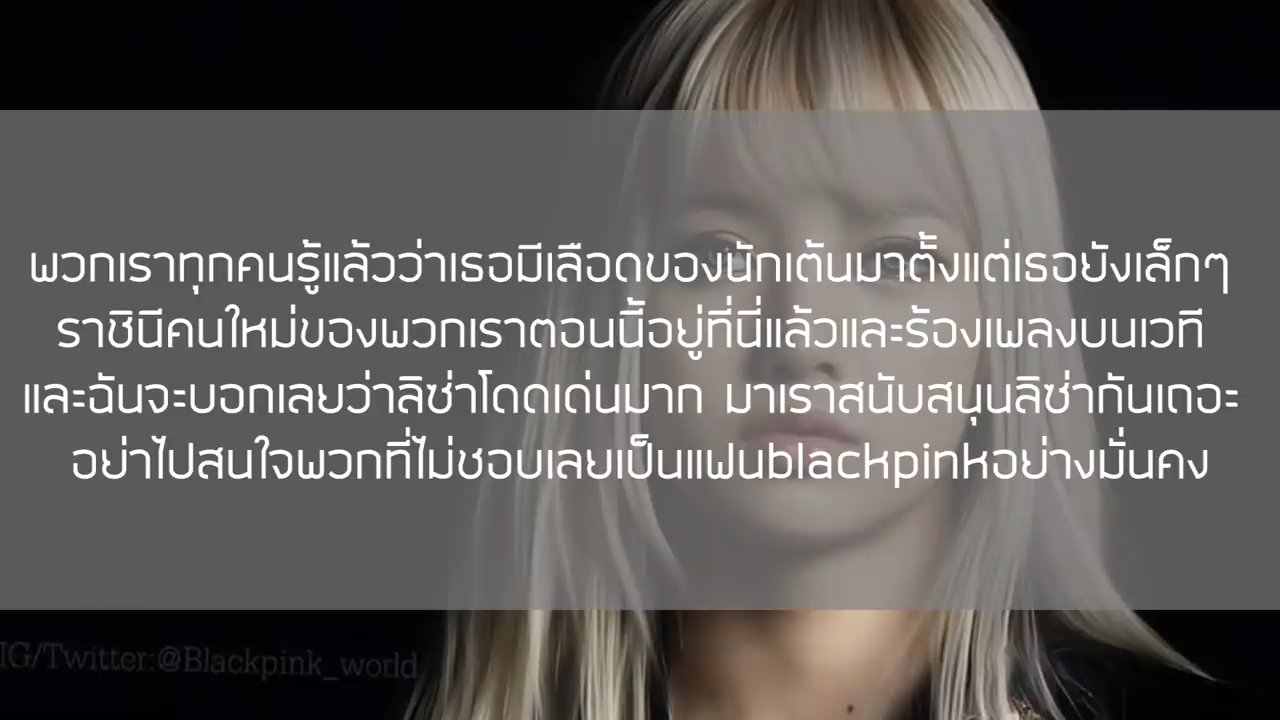 พวกเราทุกคนรู้แล้วว่าเธอมีเลือดของนักเต้นมาตั้งแต่เธอยังเล็กๆ
ราชินีคนใหม่ของพวกเราตอนนี้อยู่ที่นี่แล้วและร้องเพลงบนเวที
และฉันจะบอกเลยว่าลิซ่าโดดเด่นมาก มาเราสนับสนุนลิซ่ากันเถอะ
อย่าไปสนใจพวกที่ไม่ชอบเลยเป็นแฟนblackpinkอย่างมั่นคง
IG/Twitter:@Blackpink_world